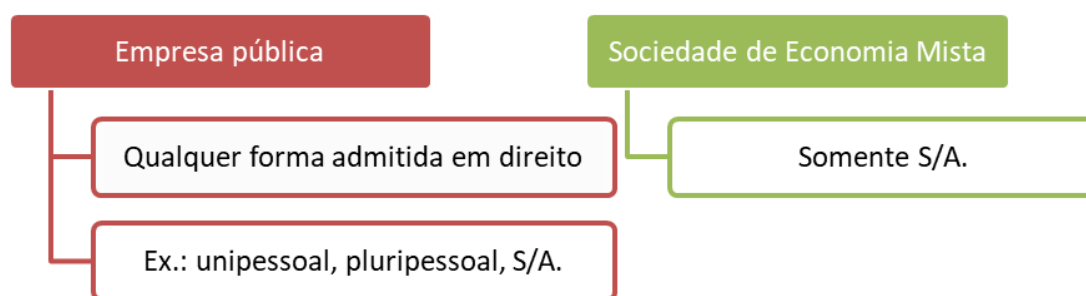 Empresa pública
Qualquer forma admitida em direito
Ex.: unipessoal, pluripessoal, S/A.
Sociedade de Economia Mista
Somente S/A.